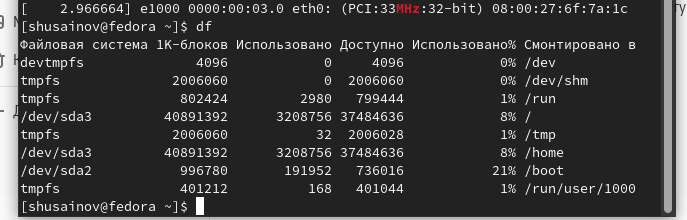 [    2.966664] e1000 0000:00:03.0 eth0: (PCI:33MHz:32-bit) 08:00:27:6f:7a:1c
[shusainov@fedora ~]$ df
Файловая система 1K-блоков Использовано Доступно Использовано% Cмонтировано в
devtmpfs             4096            0     4096            0% /dev
tmpfs             2006060            0  2006060            0% /dev/shm
tmpfs              802424         2980   799444            1% /run
/dev/sda3        40891392      3208756 37484636            8% /
tmpfs             2006060           32  2006028            1% /tmp
/dev/sda3        40891392      3208756 37484636            8% /home
/dev/sda2          996780       191952   736016           21% /boot
tmpfs              401212          168   401044            1% /run/user/1000
[shusainov@fedora ~]$